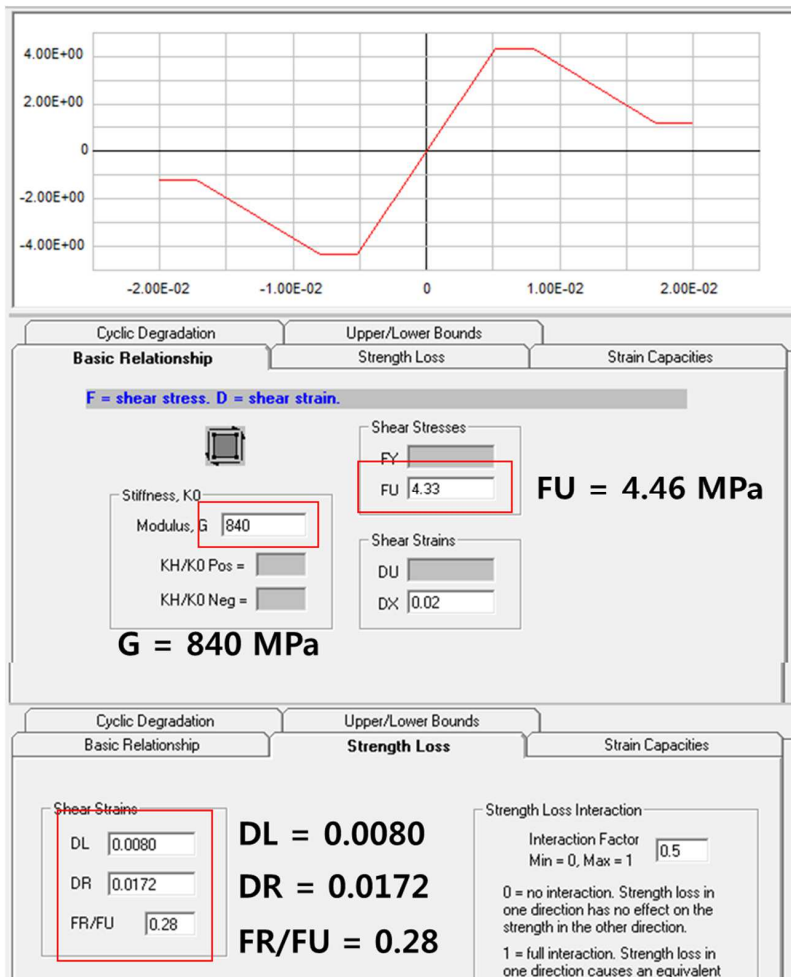 4.00E+00
2.00E+00
0
-2.00E+00
-4.00E+00
-2.00E-02 -1.00E-02 0 1.00E-02 2.00E-02
Cyclic Degradation Upper/Lower Bounds
Basic Relationship Strength Loss Strain Capacities
F = shear stress. D = shear strain.
Shear Stresses
FY
FU 4.33
FU = 4.46 MPa
Stiffness, K0
Modulus, G 840
KH/K0 Pos =
KH/K0 Neg =
Shear Strains
DU
DX 0.02
G = 840 MPa
Cyclic Degradation Upper/Lower Bounds
Basic Relationship Strength Loss Strain Capacities
Shear Strains
DL 0.0080
DR 0.0172
FR/FU 0.28
DL = 0.0080
DR = 0.0172
FR/FU = 0.28
Strength Loss Interaction
Interaction Factor
Min = 0, Max = 1 0.5
0 = no interaction. Strength loss in
one direction has no effect on the
strength in the other direction.
1 = full interaction. Strength loss in
one direction causes an equivalent